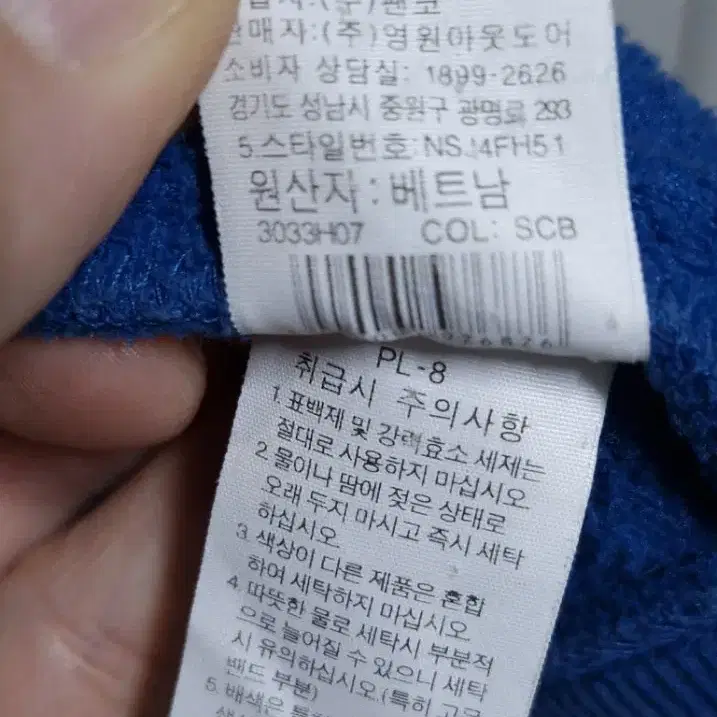 (주)팬코
매자:(주)영원아웃도어
소비자 상담실: 1899-2626
경기도 성남시 중원구 광명로 293
5.스타일번호:NS.4FH51
원산자:베트남
3033H07 COL: SCB
PL-8
취급시 주의사항
1. 표백제 및 강력효소 세제는
절대로 사용하지 마십시오
2. 물이나 땀에 젖은 상태로
오래 두지 마시고 즉시 세탁
하십시오
3. 색상이 다른 제품은 혼합
하여 세탁하지 마십시오
4. 따뜻한 물로 세탁시 부분적
으로 늘어질 수 있으니 세탁
시 유의하십시오.(특히
밴드 부분)
5. 배색은